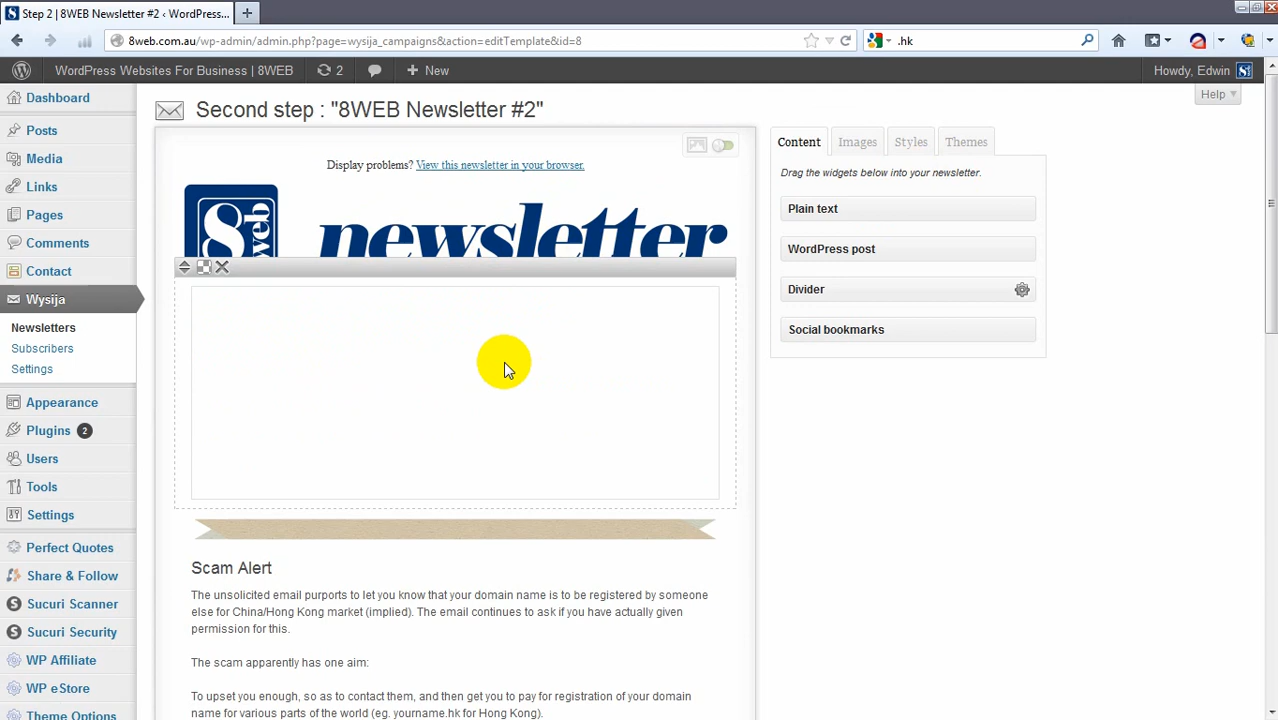 Step 2 | 8WEB Newsletter #2 ‹ WordPress...
8web.com.au/wp-admin/admin.php?page=wysija_campaigns&action=editTemplate&id=8
.hk
WordPress Websites For Business | 8WEB
2
New
Howdy, Edwin
Help
Dashboard
Posts
Media
Links
Pages
Comments
Contact
Wysija
Newsletters
Subscribers
Settings
Appearance
Plugins 2
Users
Tools
Settings
Perfect Quotes
Share & Follow
Sucuri Scanner
Sucuri Security
WP Affiliate
WP eStore
Theme Options
Second step : "8WEB Newsletter #2"
Display problems? View this newsletter in your browser.
8web
newsletter
Scam Alert
The unsolicited email purports to let you know that your domain name is to be registered by someone
else for China/Hong Kong market (implied). The email continues to ask if you have actually given
permission for this.
The scam apparently has one aim:
To upset you enough, so as to contact them, and then get you to pay for registration of your domain
name for various parts of the world (eg. yourname.hk for Hong Kong).
Content
Images
Styles
Themes
Drag the widgets below into your newsletter.
Plain text
WordPress post
Divider
Social bookmarks